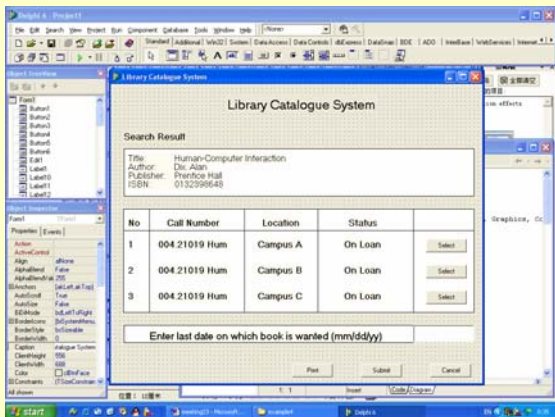 Delphi 6 - Project1
File Edit Search View Project Run Component Database Tools Window Help <None>
Standard Additional Win32 System Data Access Data Controls dbExpress DataSnap BDE ADO InterBase WebServices Internet
Object TreeView
Form1
Button1
Button2
Button3
Button4
Button5
Button6
Edit1
Label1
Label10
Label11
Label12
Library Catalogue System
Library Catalogue System
Search Result
Title: Human-Computer Interaction
Author: Dix, Alan
Publisher: Prentice Hall
ISBN: 0132398648
No Call Number Location Status
1 004.21019 Hum Campus A On Loan Select
2 004.21019 Hum Campus B On Loan Select
3 004.21019 Hum Campus C On Loan Select
Enter last date on which book is wanted (mm/dd/yy)
Print Submit Cancel
Object Inspector
Form1 TForm1
Properties Events
Action
ActiveControl
Align alNone
AlphaBlend False
AlphaBlendVal 255
Anchors [akLeft,akTop]
AutoScroll True
AutoSize False
BiDiMode bdLeftToRight
BorderIcons [biSystemMenu,
BorderStyle bsSizeable
BorderWidth 0
Caption atalogue System
ClientHeight 556
ClientWidth 688
Color clBtnFace
Constraints (TSizeConstrain
All shown
Graphics, Co
1: 1 Insert Code Diagram
start
Delphi 6